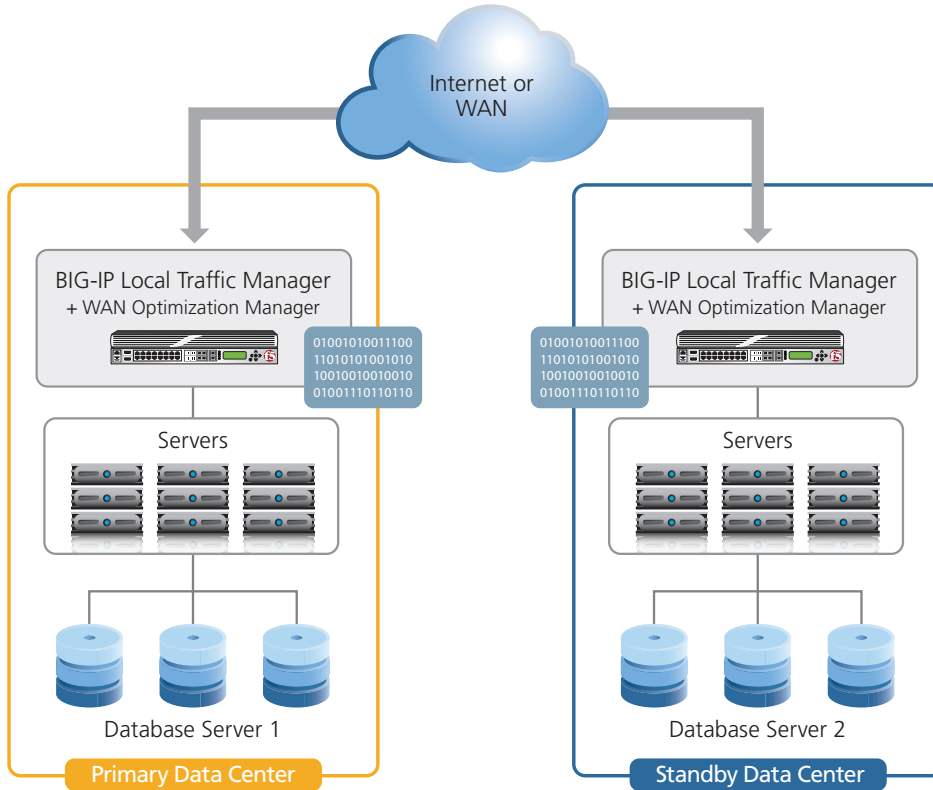 Internet or
WAN
BIG-IP Local Traffic Manager
+ WAN Optimization Manager
01001010011100
11010101001010
10010010010010
01001110110110
Servers
Database Server 1
Primary Data Center
BIG-IP Local Traffic Manager
+ WAN Optimization Manager
01001010011100
11010101001010
10010010010010
01001110110110
Servers
Database Server 2
Standby Data Center